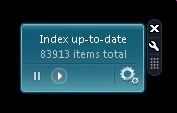 Index up-to-date
83913 items total